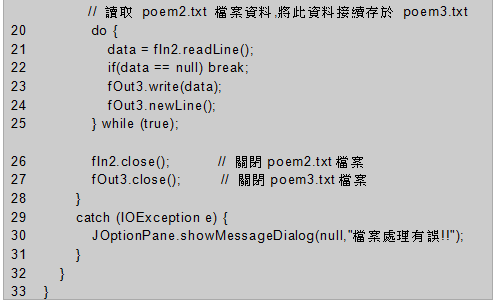 // 讀取 poem2.txt 檔案資料,將此資料接續存於 poem3.txt
20 do {
21 data = fIn2.readLine();
22 if(data == null) break;
23 fOut3.write(data);
24 fOut3.newLine();
25 } while (true);
26 fIn2.close(); // 關閉 poem2.txt 檔案
27 fOut3.close(); // 關閉 poem3.txt 檔案
28 }
29 catch (IOException e) {
30 JOptionPane.showMessageDialog(null,"檔案處理有誤!!");
31 }
32 }
33 }